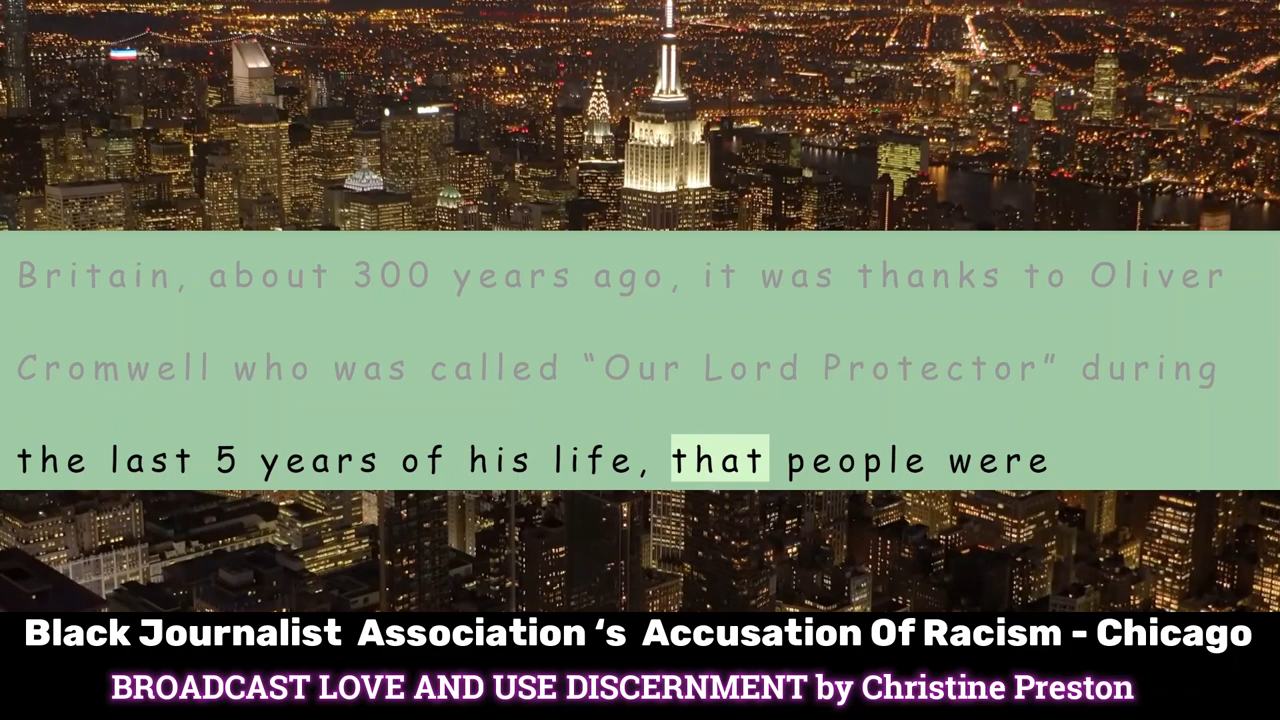 Britain, about 300 years ago, it was thanks to Oliver
Cromwell who was called “Our Lord Protector” during
the last 5 years of his life, that people were
Black Journalist Association ‘s Accusation Of Racism - Chicago
BROADCAST LOVE AND USE DISCERNMENT by Christine Preston